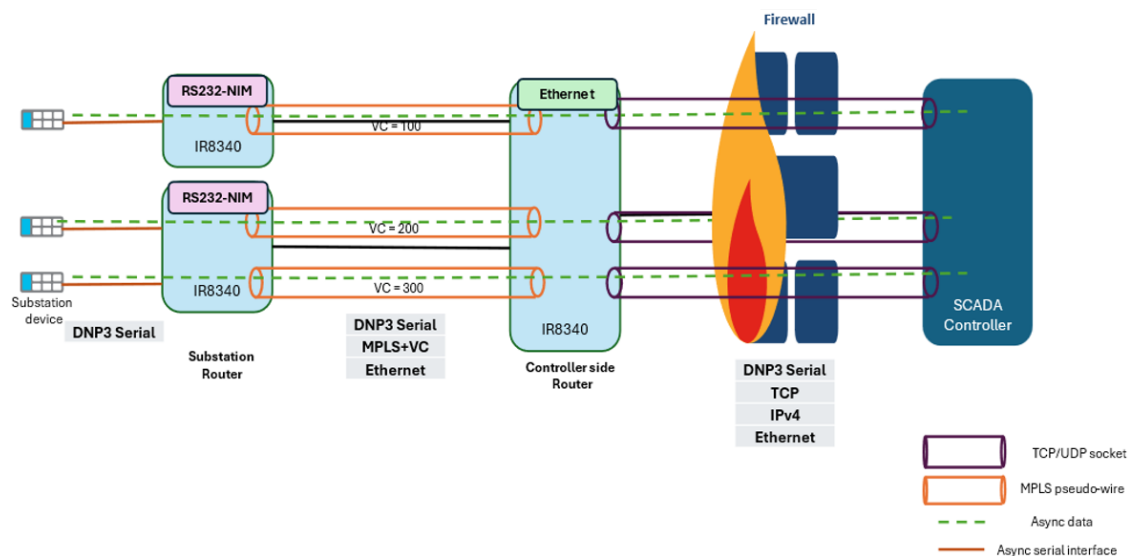 Firewall
RS232-NIM
Ethernet
VC = 100
IR8340
RS232-NIM
VC = 200
IR8340
VC = 300
Substation
device
DNP3 Serial
Substation
Router
DNP3 Serial
MPLS+VC
Ethernet
IR8340
Controller side
Router
SCADA
Controller
DNP3 Serial
TCP
IPv4
Ethernet
TCP/UDP socket
MPLS pseudo-wire
Async data
Async serial interface